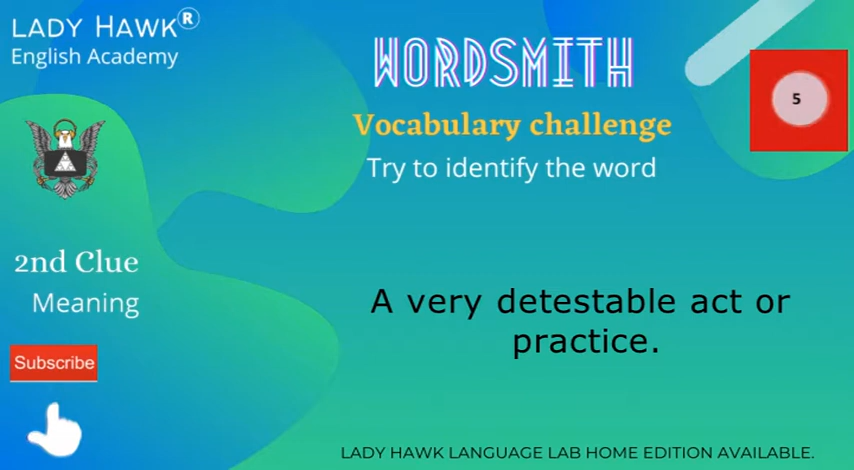 LADY HAWK®
English Academy
WORDSMITH
Vocabulary challenge
Try to identify the word
5
2nd Clue
Meaning
A very detestable act or
practice.
Subscribe
LADY HAWK LANGUAGE LAB HOME EDITION AVAILABLE.